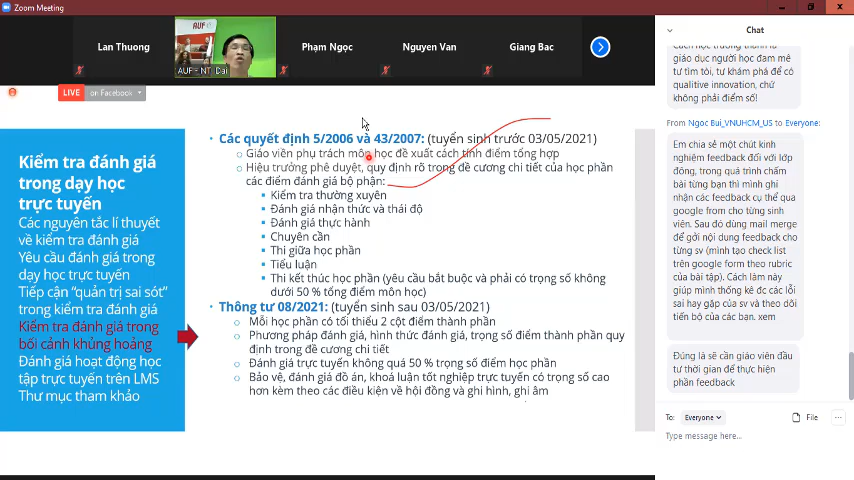 Zoom Meeting
Lan Thuong
AUF
AUF - NT Dai
Phạm Ngọc
Nguyen Van
Giang Bac
LIVE on Facebook
Kiểm tra đánh giá
trong dạy học
trực tuyến
Các nguyên tắc lí thuyết
về kiểm tra đánh giá
Yêu cầu đánh giá trong
dạy học trực tuyến
Tiếp cận “quản trị sai sót”
trong kiểm tra đánh giá
Kiểm tra đánh giá trong
bối cảnh khủng hoảng
Đánh giá hoạt động học
tập trực tuyến trên LMS
Thư mục tham khảo
Các quyết định 5/2006 và 43/2007: (tuyển sinh trước 03/05/2021)
Giáo viên phụ trách môn học đề xuất cách tính điểm tổng hợp
Hiệu trưởng phê duyệt, quy định rõ trong đề cương chi tiết của học phần
các điểm đánh giá bộ phận:
Kiểm tra thường xuyên
Đánh giá nhận thức và thái độ
Đánh giá thực hành
Chuyên cần
Thi giữa học phần
Tiểu luận
Thi kết thúc học phần (yêu cầu bắt buộc và phải có trọng số không
dưới 50 % tổng điểm môn học)
Thông tư 08/2021: (tuyển sinh sau 03/05/2021)
Mỗi học phần có tối thiểu 2 cột điểm thành phần
Phương pháp đánh giá, hình thức đánh giá, trọng số điểm thành phần quy
định trong đề cương chi tiết
Đánh giá trực tuyến không quá 50 % trọng số điểm học phần
Bảo vệ, đánh giá đồ án, khoá luận tốt nghiệp trực tuyến có trọng số cao
hơn kèm theo các điều kiện về hội đồng và ghi hình, ghi âm
Chat
Cách học trưởng thành là
giáo dục người học đam mê
tự tìm tòi, tự khám phá để có
qualitive innovation, chứ
không phải điểm số!
From Ngoc Bui_VNUHCM_US to Everyone:
Em chia sẻ một chút kinh
nghiệm feedback đối với lớp
đông, trong quá trình chấm
bài từng bạn thì mình ghi
nhận các feedback cụ thể qua
google from cho từng sinh
viên. Sau đó dùng mail merge
để gởi nội dung feedback cho
từng sv (mình tạo check list
trên google form theo rubric
của bài tập). Cách làm này
giúp mình thống kê đc các lỗi
sai hay gặp của sv và theo dõi
tiến bộ của các bạn. xem
Đúng là sẽ cần giáo viên đầu
tư thời gian để thực hiện
phần feedback
To: Everyone File
Type message here...